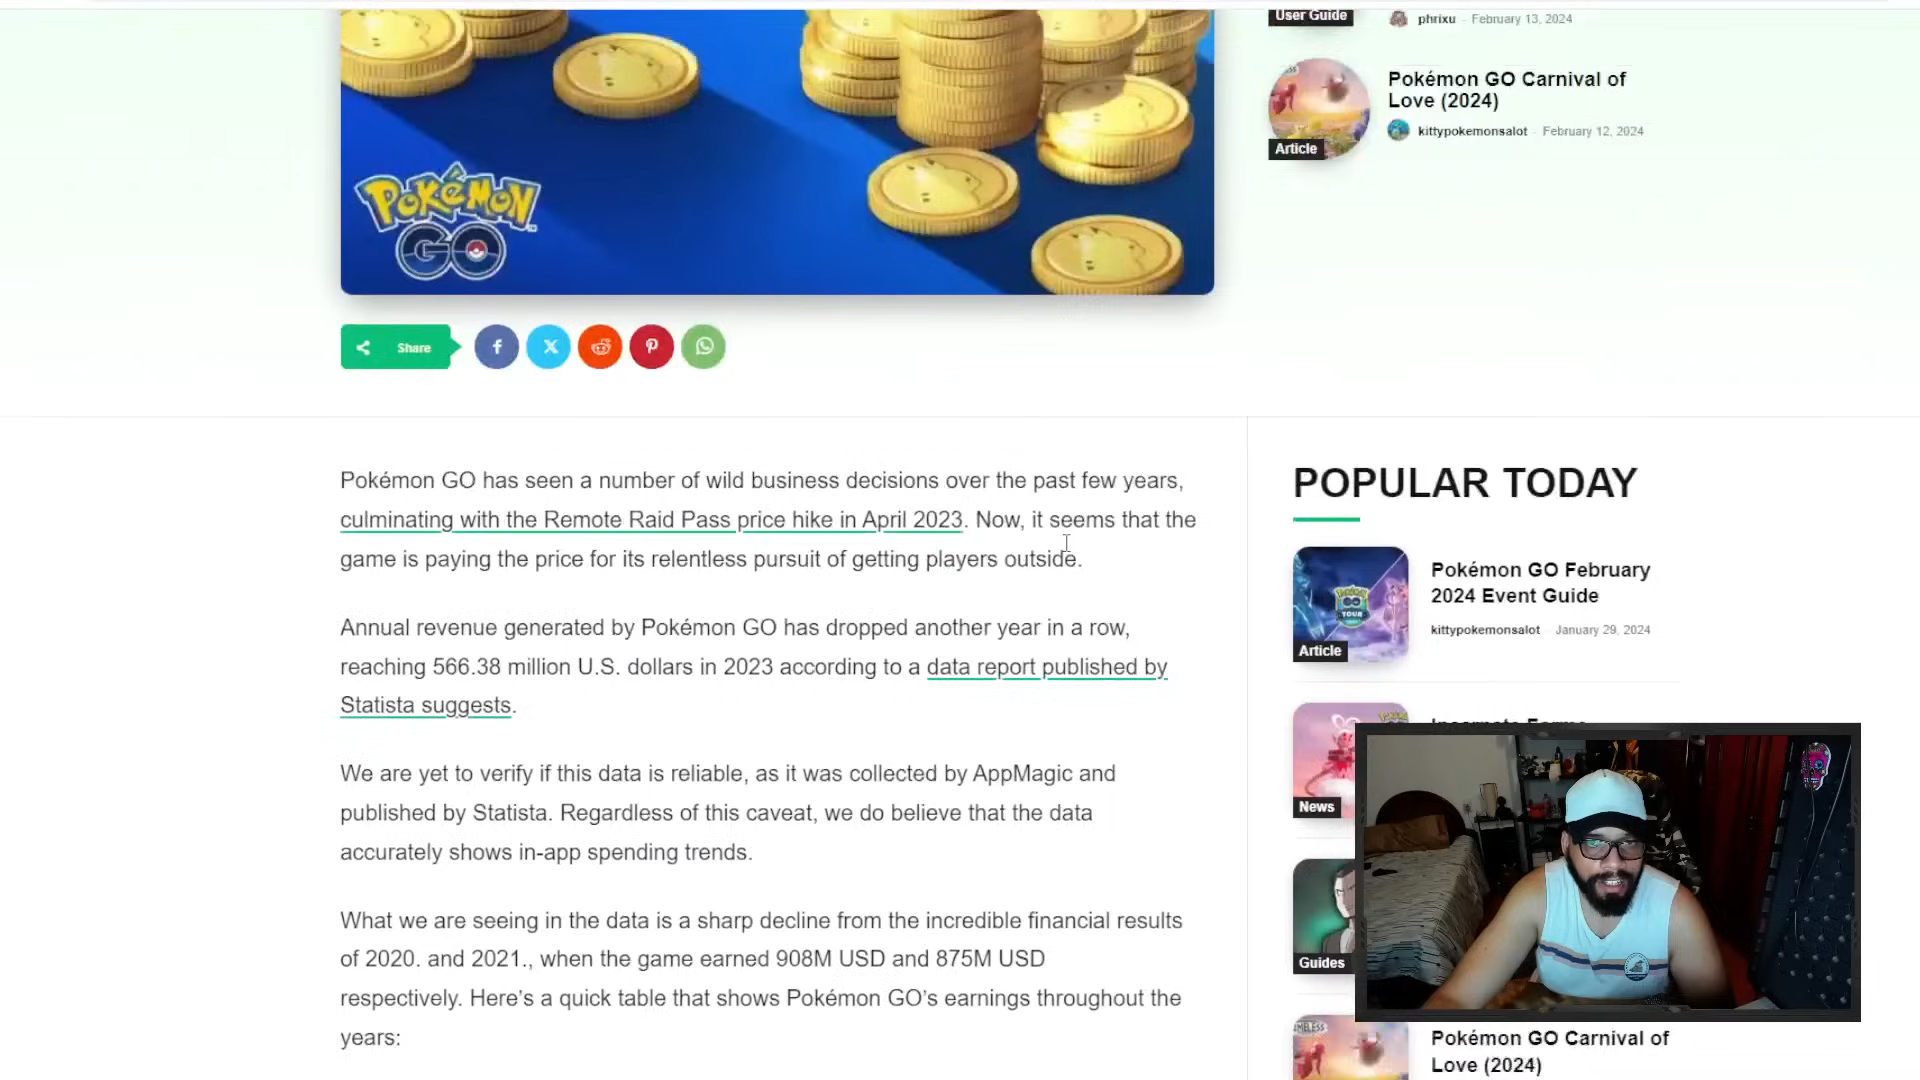 User Guide
phrixu - February 13, 2024
Pokémon GO Carnival of
Love (2024)
kittypokemonsalot - February 12, 2024
Article
POKÉMON
GO
Share
Pokémon GO has seen a number of wild business decisions over the past few years,
culminating with the Remote Raid Pass price hike in April 2023. Now, it seems that the
game is paying the price for its relentless pursuit of getting players outside.
Annual revenue generated by Pokémon GO has dropped another year in a row,
reaching 566.38 million U.S. dollars in 2023 according to a data report published by
Statista suggests.
We are yet to verify if this data is reliable, as it was collected by AppMagic and
published by Statista. Regardless of this caveat, we do believe that the data
accurately shows in-app spending trends.
What we are seeing in the data is a sharp decline from the incredible financial results
of 2020. and 2021., when the game earned 908M USD and 875M USD
respectively. Here's a quick table that shows Pokémon GO's earnings throughout the
years:
POPULAR TODAY
Pokémon GO February
2024 Event Guide
kittypokemonsalot January 29, 2024
GO
TOUR
Article
News
Guides
Pokémon GO Carnival of
Love (2024)